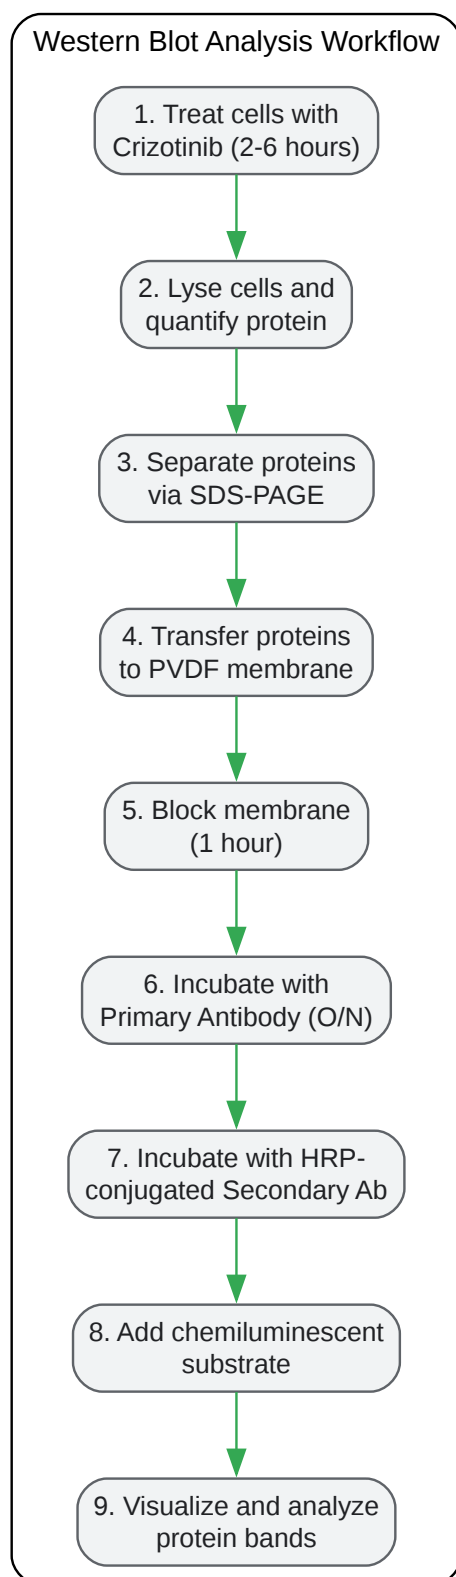 Western Blot Analysis Workflow
1. Treat cells with
Crizotinib (2-6 hours)
2. Lyse cells and
quantify protein
3. Separate proteins
via SDS-PAGE
4. Transfer proteins
to PVDF membrane
5. Block membrane
(1 hour)
6. Incubate with
Primary Antibody (O/N)
7. Incubate with HRP-
conjugated Secondary Ab
8. Add chemiluminescent
substrate
9. Visualize and analyze
protein bands